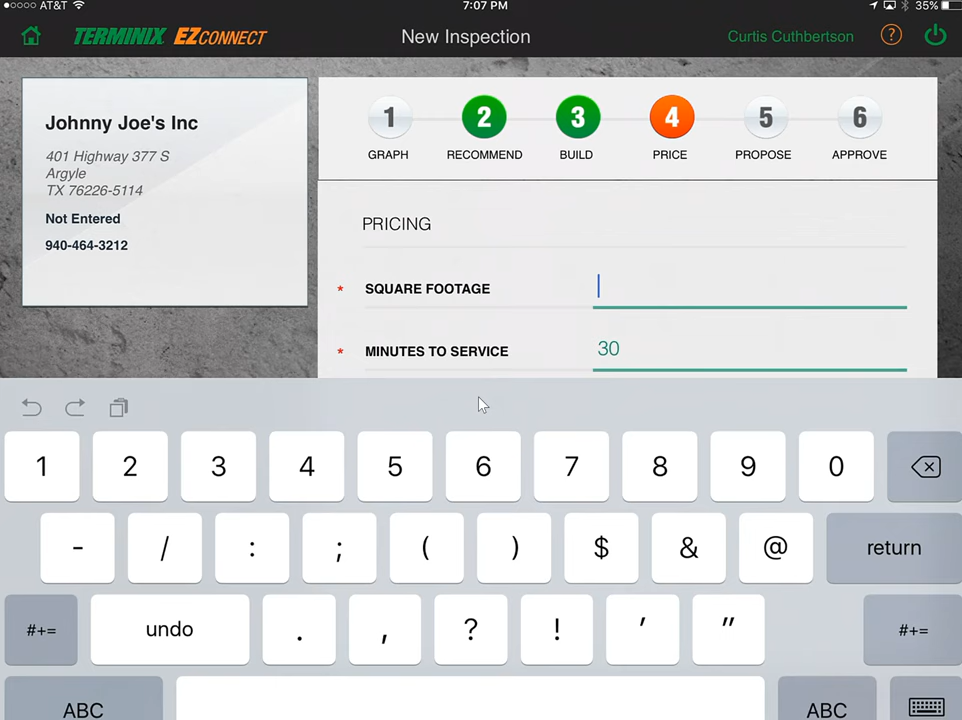 AT&T 7:07 PM 35%
TERMINIX EZCONNECT New Inspection Curtis Cuthbertson ?
Johnny Joe's Inc
401 Highway 377 S
Argyle
TX 76226-5114
Not Entered
940-464-3212
1 2 3 4 5 6
GRAPH RECOMMEND BUILD PRICE PROPOSE APPROVE
PRICING
* SQUARE FOOTAGE
* MINUTES TO SERVICE 30
1 2 3 4 5 6 7 8 9 0
- / : ; ( ) $ & @ return
#+= undo . , ? ! ' " #+=
ABC ABC